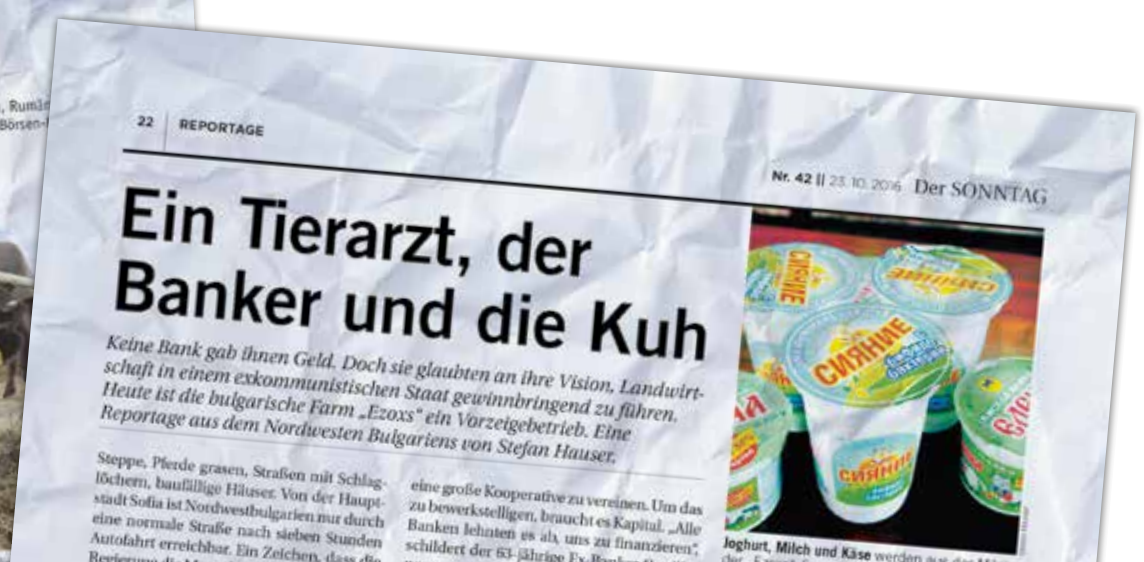 , Rumän
Börsen-
22 REPORTAGE
Nr. 42 || 23. 10. 2016 Der SONNTAG
Ein Tierarzt, der
Banker und die Kuh
Keine Bank gab ihnen Geld. Doch sie glaubten an ihre Vision, Landwirt-
schaft in einem exkommunistischen Staat gewinnbringend zu führen.
Heute ist die bulgarische Farm „Ezoxs“ ein Vorzeigebetrieb. Eine
Reportage aus dem Nordwesten Bulgariens von Stefan Hauser.
Steppe, Pferde grasen, Straßen mit Schlag-
löchern, baufällige Häuser. Von der Haupt-
stadt Sofia ist Nordwestbulgarien nur durch
eine normale Straße nach sieben Stunden
Autofahrt erreichbar. Ein Zeichen, dass die
Regierung die
eine große Kooperative zu vereinen. Um das
zu bewerkstelligen, braucht es Kapital. „Alle
Banken lehnten es ab, uns zu finanzieren“,
schildert der 63-jährige Ex-Banker
СИЯНИЕ
СИЯНИЕ
СИЯНИЕ
СИЯНИЕ
Joghurt, Milch und Käse werden aus der